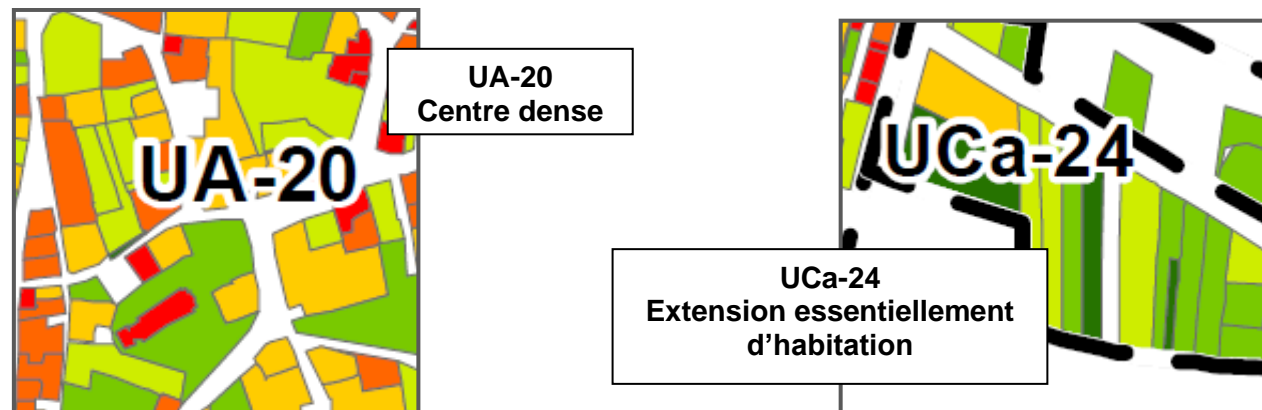 UA-20
Centre dense
UA-20
UCa-24
UCa-24
Extension essentiellement
d’habitation